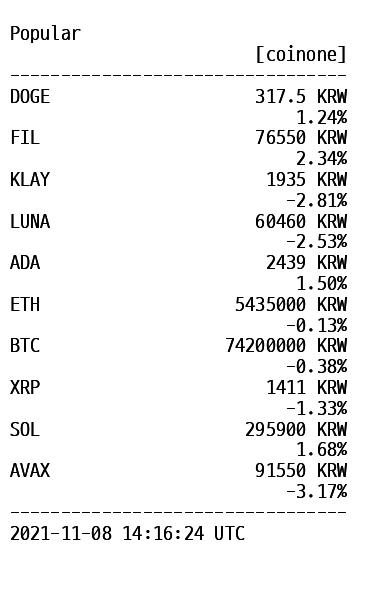 Popular
[coinone]
---------------------------------
DOGE 317.5 KRW
1.24%
FIL 76550 KRW
2.34%
KLAY 1935 KRW
-2.81%
LUNA 60460 KRW
-2.53%
ADA 2439 KRW
1.50%
ETH 5435000 KRW
-0.13%
BTC 74200000 KRW
-0.38%
XRP 1411 KRW
-1.33%
SOL 295900 KRW
1.68%
AVAX 91550 KRW
-3.17%
---------------------------------
2021-11-08 14:16:24 UTC